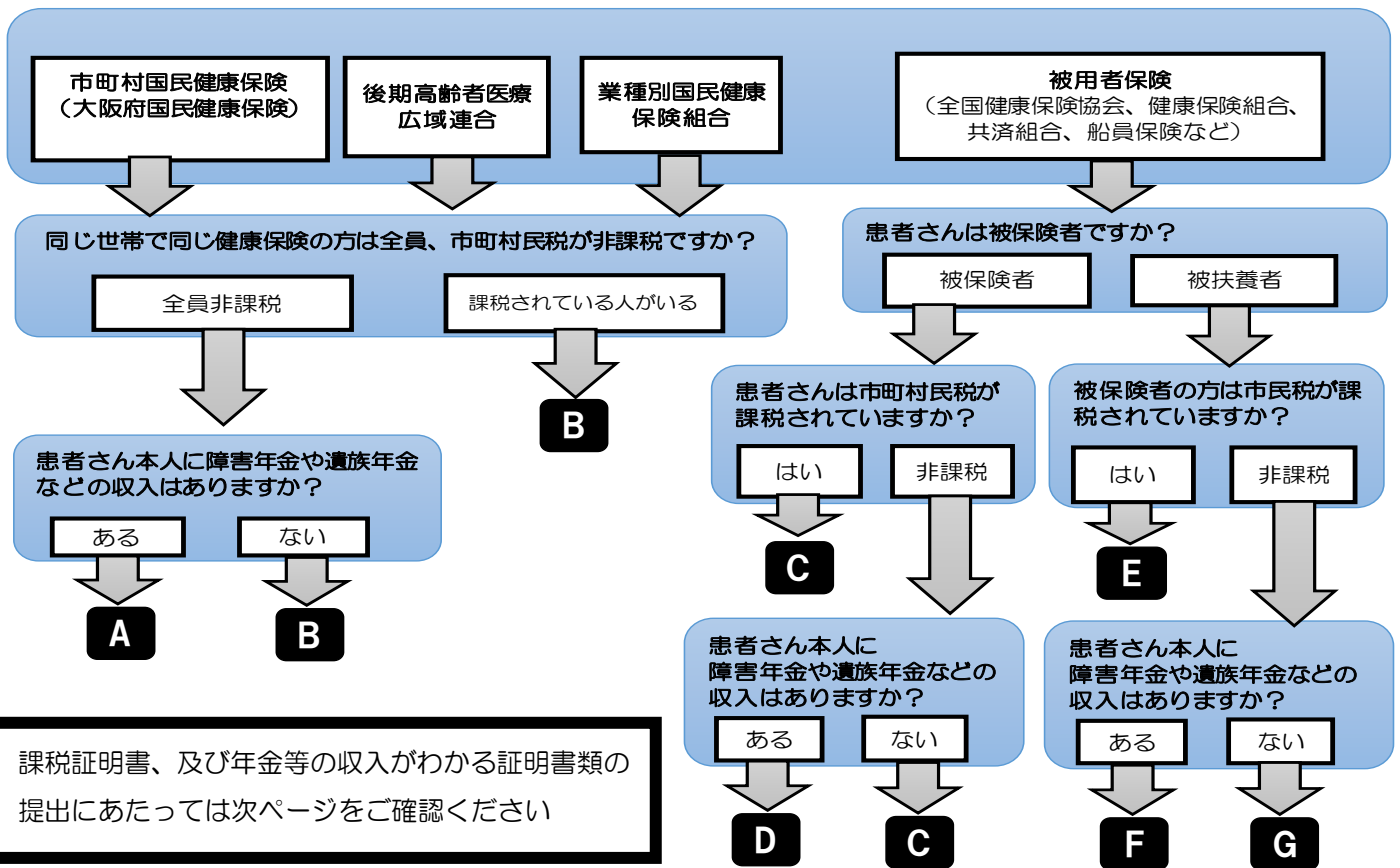 市町村国民健康保険
（大阪府国民健康保険）
後期高齢者医療
広域連合
業種別国民健康
保険組合
被用者保険
（全国健康保険協会、健康保険組合、
共済組合、船員保険など）
同じ世帯で同じ健康保険の方は全員、市町村民税が非課税ですか？
全員非課税
課税されている人がいる
B
患者さん本人に障害年金や遺族年金
などの収入はありますか？
ある
ない
A
B
患者さんは被保険者ですか？
被保険者
被扶養者
患者さんは市町村民税が
課税されていますか？
はい
非課税
C
被保険者の方は市民税が課
税されていますか？
はい
非課税
E
患者さん本人に
障害年金や遺族年金などの
収入はありますか？
ある
ない
D
C
患者さん本人に
障害年金や遺族年金などの
収入はありますか？
ある
ない
F
G
課税証明書、及び年金等の収入がわかる証明書類の
提出にあたっては次ページをご確認ください